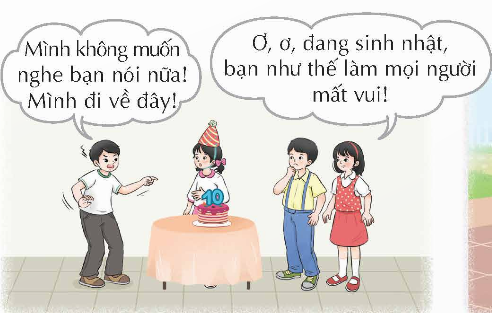 Mình không muốn
nghe bạn nói nữa!
Mình đi về đây!
Ơ, ơ, đang sinh nhật,
bạn như thế làm mọi người
mất vui!
10